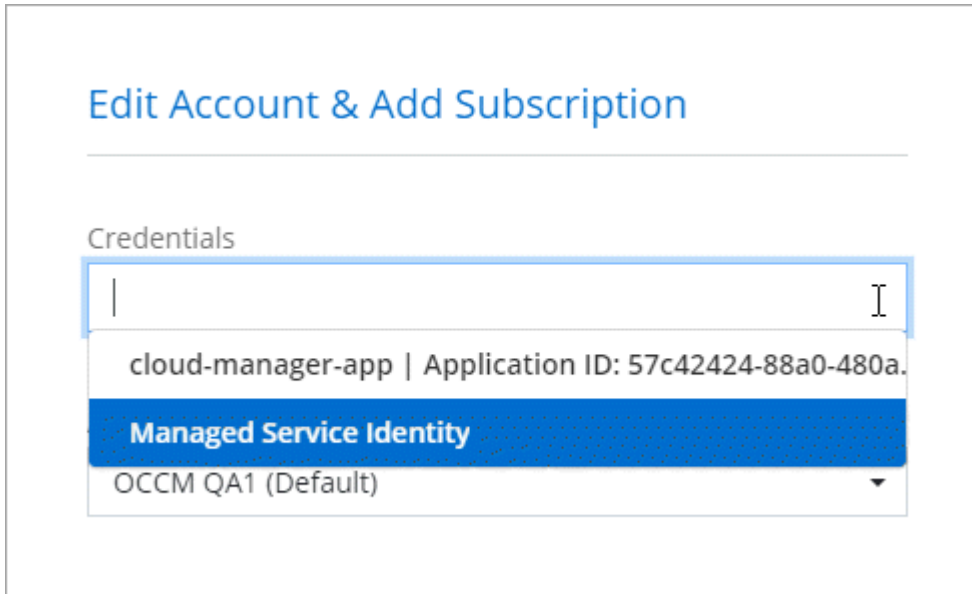 Edit Account & Add Subscription
Credentials
cloud-manager-app | Application ID: 57c42424-88a0-480a.
Managed Service Identity
OCCM QA1 (Default)